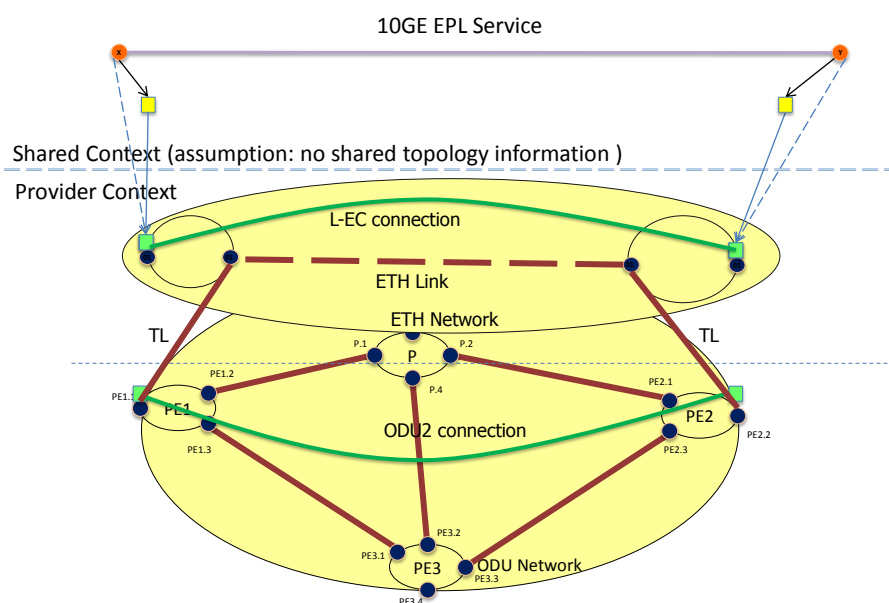 10GE EPL Service
X
Y
Shared Context (assumption: no shared topology information )
Provider Context
L-EC connection
ETH Link
ETH Network
TL
TL
P.1
P
P.2
P.4
PE1.2
PE2.1
PE1
PE2
PE2.2
ODU2 connection
PE1.3
PE2.3
PE3.2
PE3.1
PE3
ODU Network
PE3.3
PE3.4